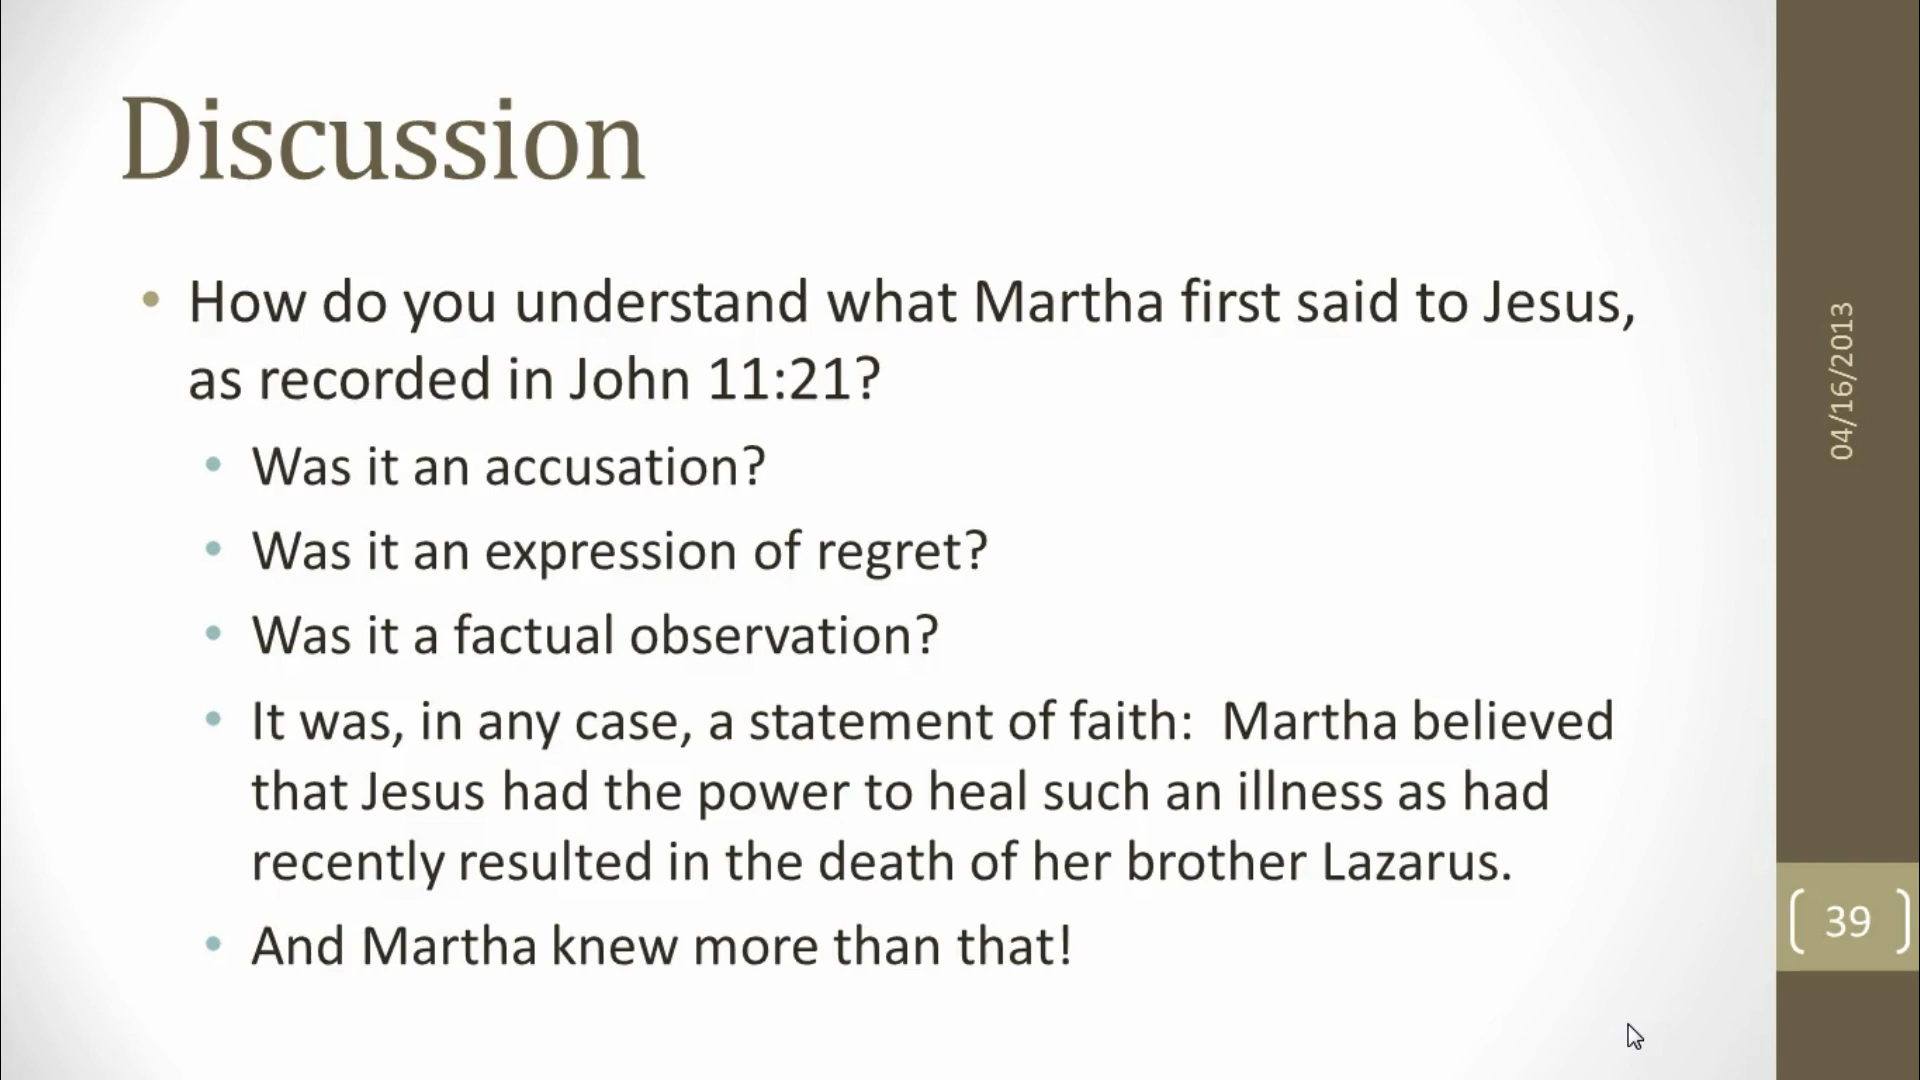 Discussion
• How do you understand what Martha first said to Jesus,
as recorded in John 11:21?
• Was it an accusation?
• Was it an expression of regret?
• Was it a factual observation?
• It was, in any case, a statement of faith:  Martha believed
that Jesus had the power to heal such an illness as had
recently resulted in the death of her brother Lazarus.
• And Martha knew more than that!
04/16/2013
39